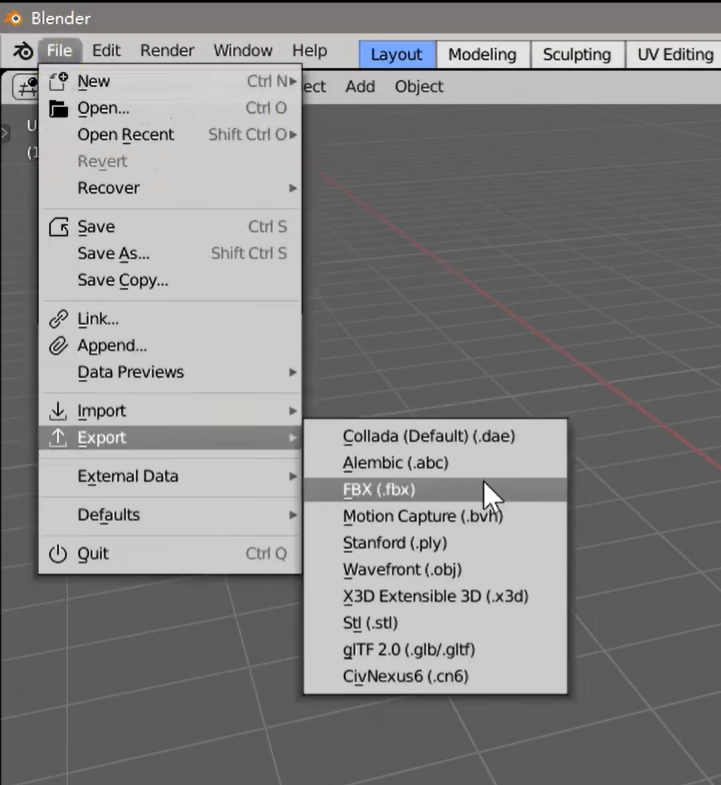 Blender
File Edit Render Window Help Layout Modeling Sculpting UV Editing
ect Add Object
New Ctrl N
Open... Ctrl O
Open Recent Shift Ctrl O
Revert
Recover
Save Ctrl S
Save As... Shift Ctrl S
Save Copy...
Link...
Append...
Data Previews
Import
Export
External Data
Defaults
Quit Ctrl Q
Collada (Default) (.dae)
Alembic (.abc)
FBX (.fbx)
Motion Capture (.bvh)
Stanford (.ply)
Wavefront (.obj)
X3D Extensible 3D (.x3d)
Stl (.stl)
glTF 2.0 (.glb/.gltf)
CivNexus6 (.cn6)